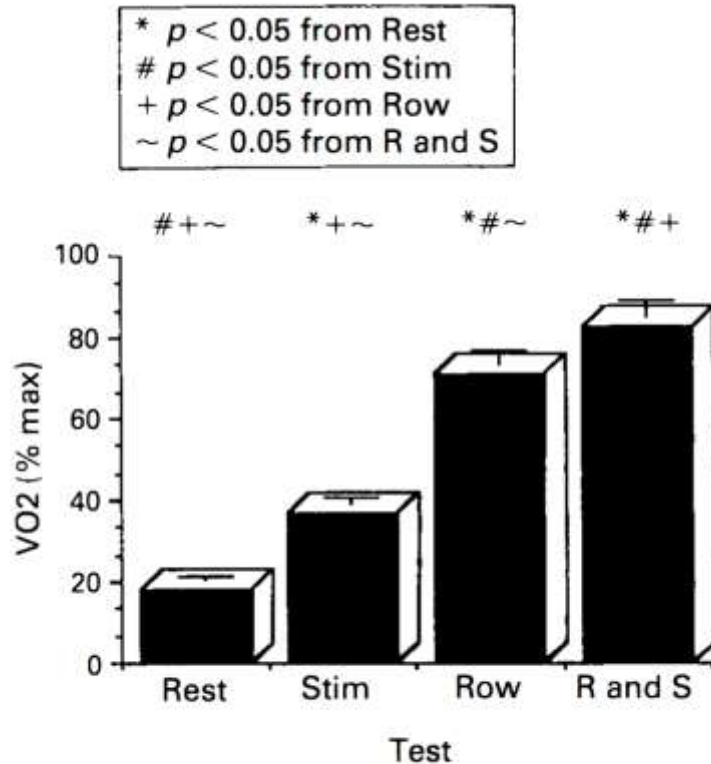 * p < 0.05 from Rest
# p < 0.05 from Stim
+ p < 0.05 from Row
~ p < 0.05 from R and S
#+~ *+~ *#~ *#+
100
80
60
40
20
0
VO2 (% max)
Rest Stim Row R and S
Test